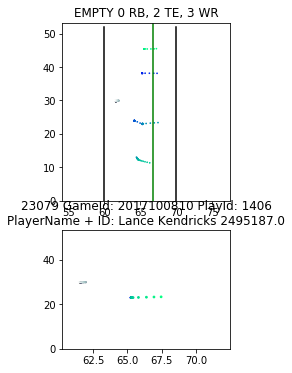 EMPTY 0 RB, 2 TE, 3 WR
50
40
30
20
10
0
55 60 65 70 75
23079 GameId: 2017100810 PlayId: 1406
PlayerName + ID: Lance Kendricks 2495187.0
40
20
0
62.5 65.0 67.5 70.0